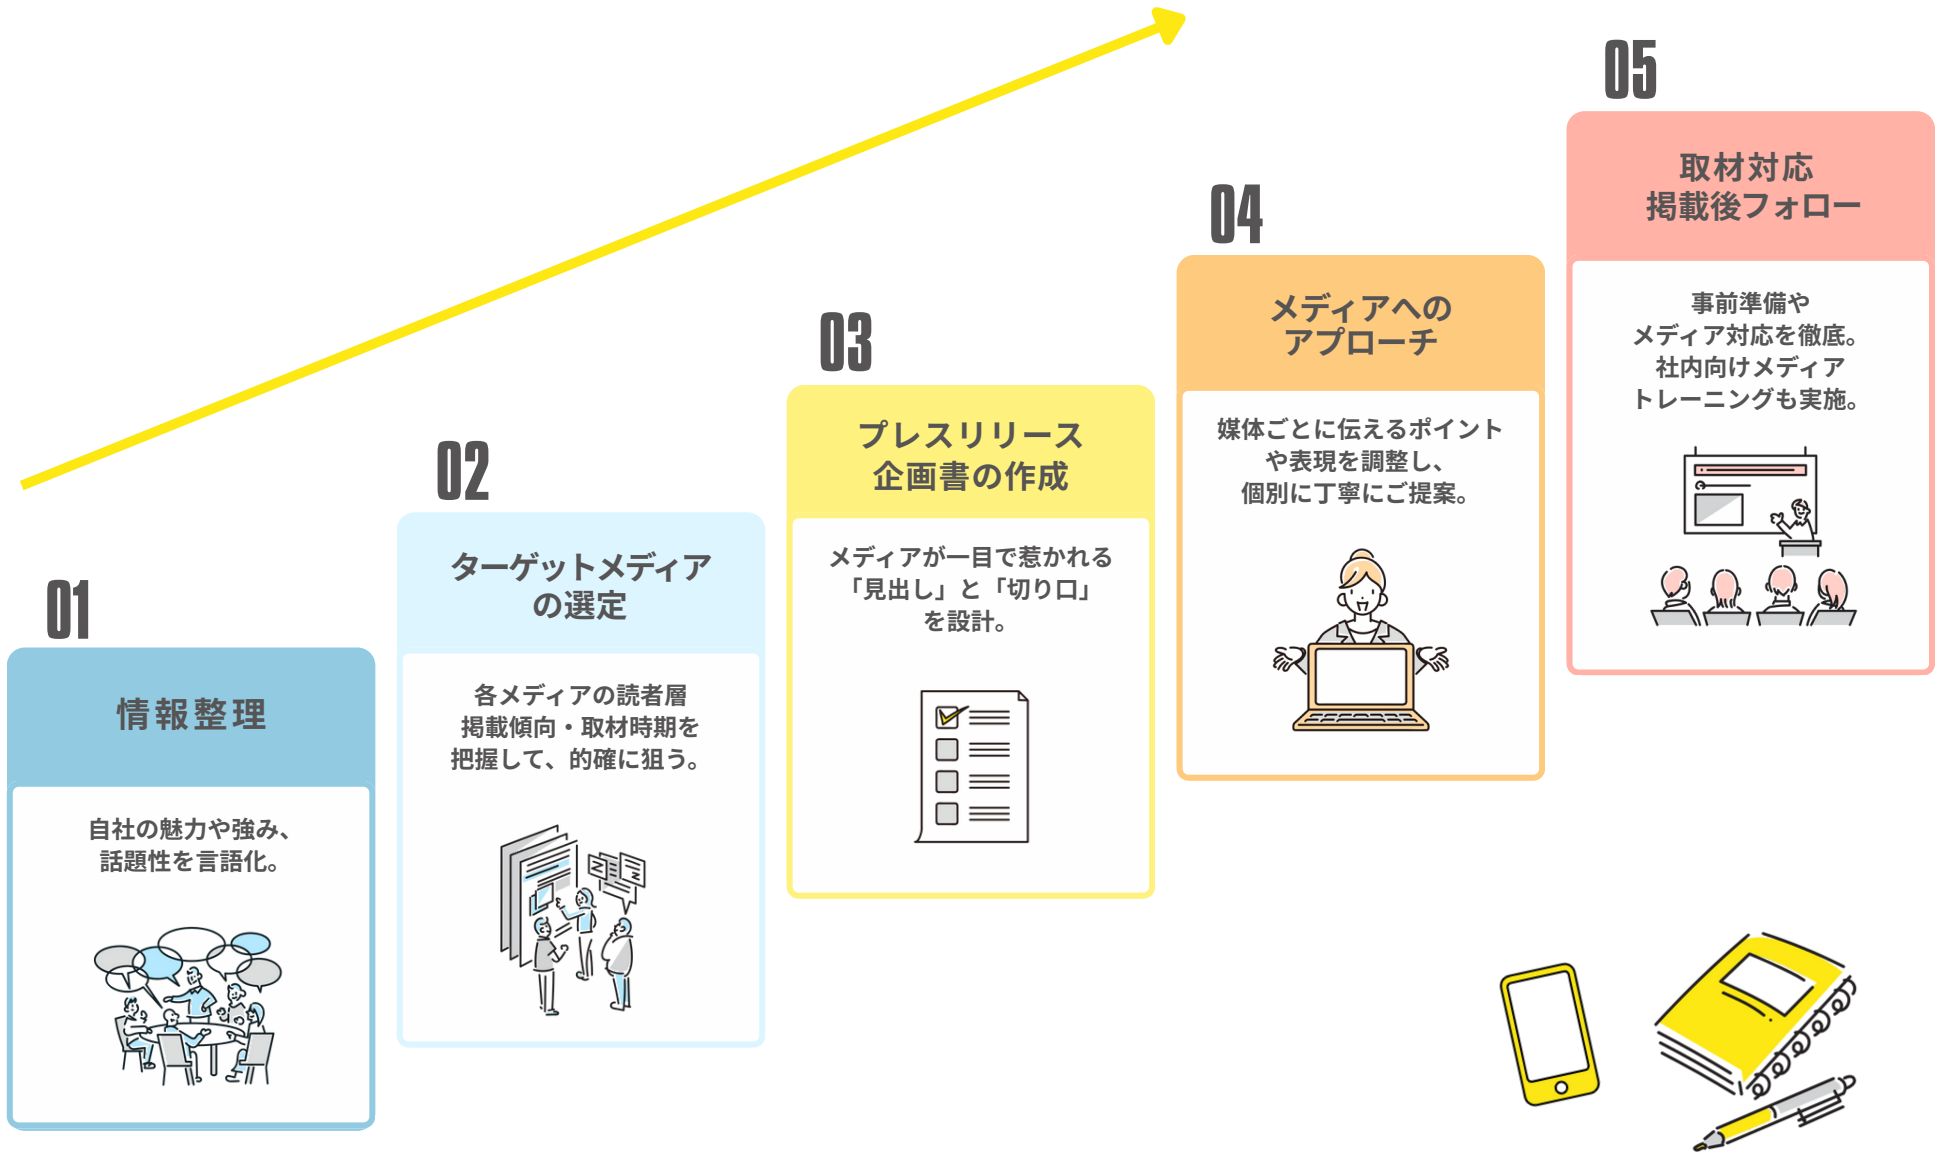 01
情報整理
自社の魅力や強み、
話題性を言語化。
02
ターゲットメディア
の選定
各メディアの読者層
掲載傾向・取材時期を
把握して、的確に狙う。
03
プレスリリース
企画書の作成
メディアが一目で惹かれる
「見出し」と「切り口」
を設計。
04
メディアへの
アプローチ
媒体ごとに伝えるポイント
や表現を調整し、
個別に丁寧にご提案。
05
取材対応
掲載後フォロー
事前準備や
メディア対応を徹底。
社内向けメディア
トレーニングも実施。